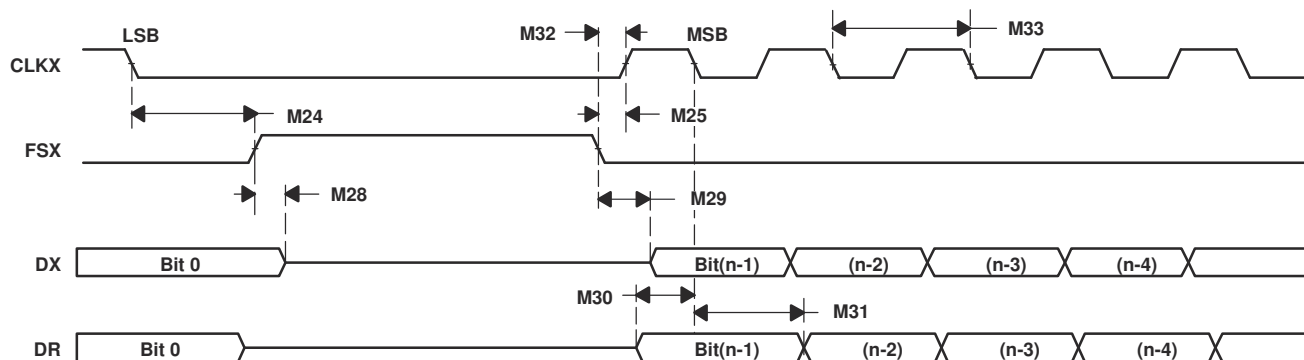 LSB
M32
MSB
M33
CLKX
M24
M25
FSX
M28
M29
DX
Bit 0
Bit(n-1)
(n-2)
(n-3)
(n-4)
M30
M31
DR
Bit 0
Bit(n-1)
(n-2)
(n-3)
(n-4)